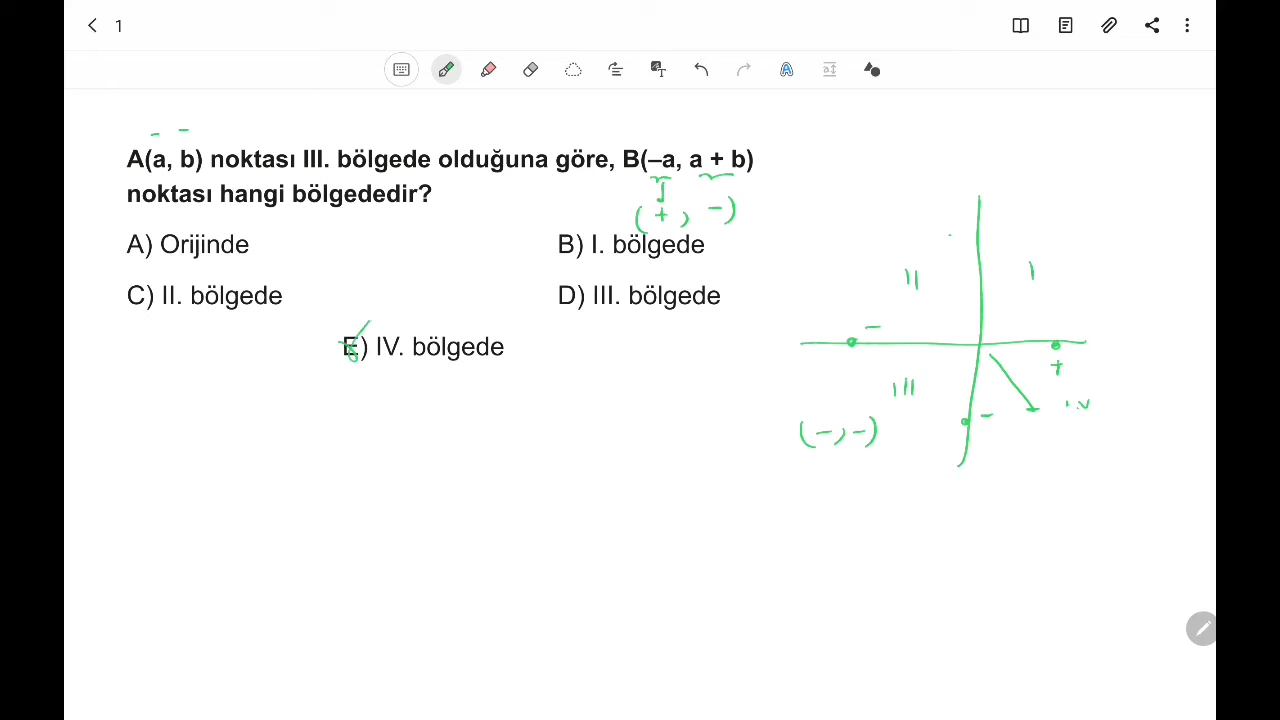 1
- -
A(a, b) noktası III. bölgede olduğuna göre, B(–a, a + b)
noktası hangi bölgededir?
(+, -)
A) Orijinde
B) I. bölgede
C) II. bölgede
D) III. bölgede
E) IV. bölgede
II
I
-
+
III
IV
-
(-, -)